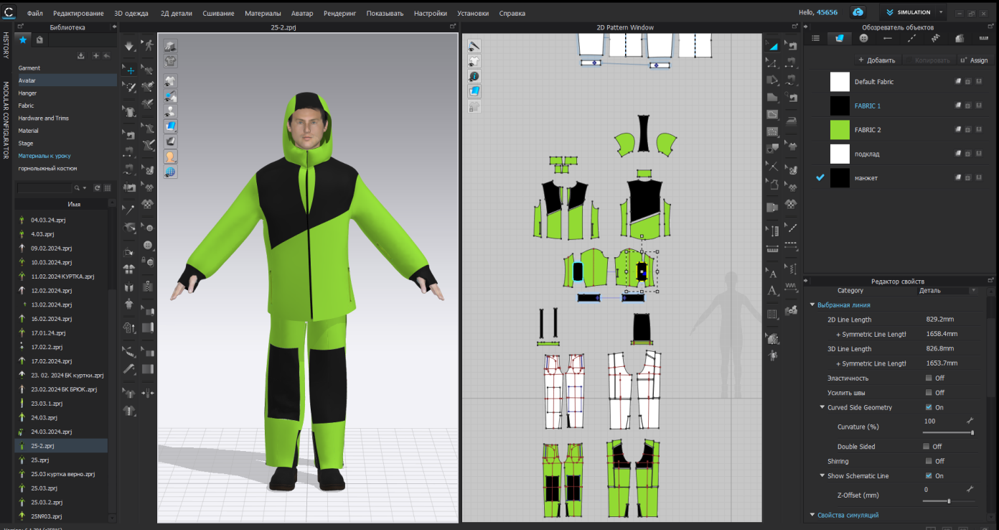 Файл Редактирование 3D одежда 2Д детали Сшивание Материалы Аватар Рендеринг Показывать Настройки Установки Справка
Hello, 45656
SIMULATION
HISTORY
MODULAR CONFIGURATOR
Библиотека
Garment
Avatar
Hanger
Fabric
Hardware and Trims
Material
Stage
Материалы к уроку
горнолыжный костюм
Имя
04.03.24.zprj
4.03.zprj
09.02.2024.zprj
10.03.2024.zprj
11.02.2024 КУРТКА.zprj
12.02.2024.zprj
13.02.2024.zprj
16.02.2024.zprj
17.01.24.zprj
17.02.2.zprj
17.02.2024.zprj
23. 02. 2024 БК куртки.zprj
23.02.2024 БК БРЮК.zprj
23.03.1.zprj
24.03.zprj
24.03.2024.zprj
25-2.zprj
25.zprj
25.03 куртка верно.zprj
25.03.zprj
25.03.2.zprj
25№03.zprj
25-2.zprj
2D Pattern Window
Обозреватель объектов
+ Добавить
Копировать
Assign
Default Fabric
FABRIC 1
FABRIC 2
подклад
манжет
Редактор свойств
Category Деталь
Выбранная линия
2D Line Length 829.2mm
+ Symmetric Line Lengtl 1658.4mm
3D Line Length 826.8mm
+ Symmetric Line Lengtl 1653.7mm
Эластичность Off
Усилить швы Off
Curved Side Geometry On
Curvature (%) 100
Double Sided Off
Shirring Off
Show Schematic Line On
Z-Offset (mm) 0
Свойства симуляций